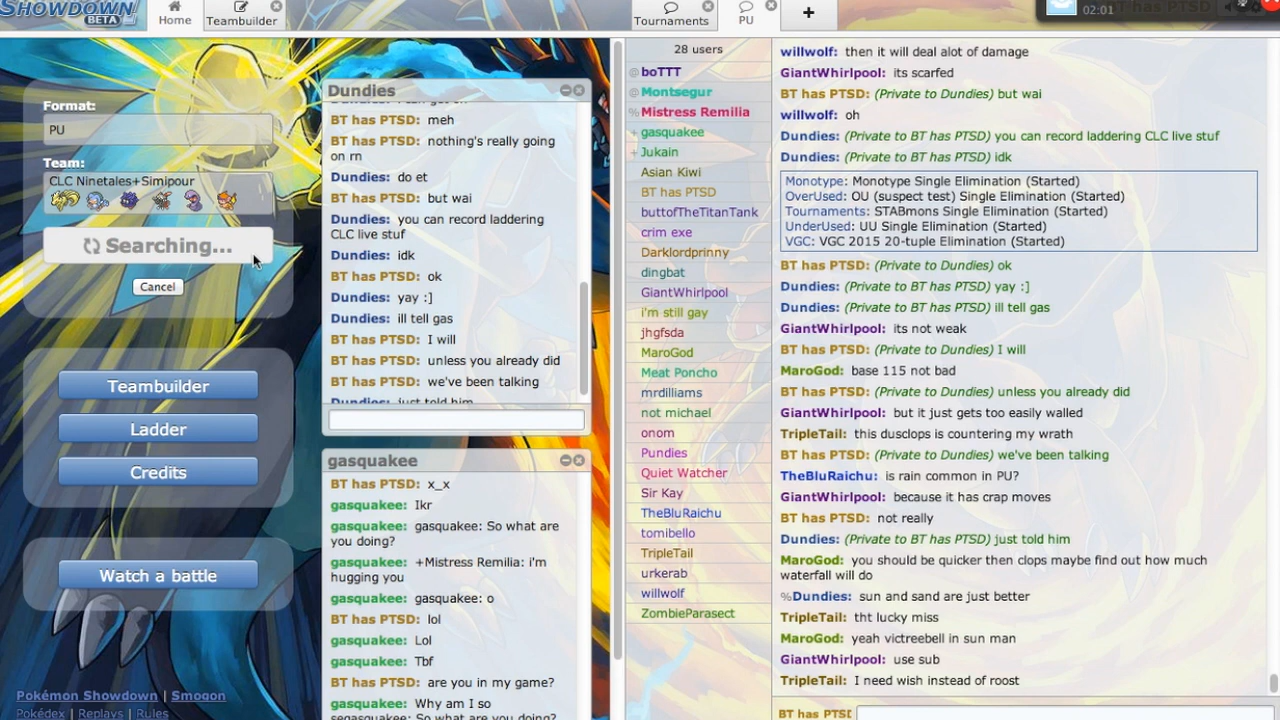 SHOWDOWN
BETA
Home
Teambuilder
Tournaments
PU
+
02:01
BT has PTSD
Format:
PU
Team:
CLC Ninetales+Simipour
Searching...
Cancel
Teambuilder
Ladder
Credits
Watch a battle
Pokémon Showdown | Smogon
Pokédex | Replays | Rules
Dundies
BT has PTSD: meh
BT has PTSD: nothing's really going
on rn
Dundies: do et
BT has PTSD: but wai
Dundies: you can record laddering
CLC live stuf
Dundies: idk
BT has PTSD: ok
Dundies: yay :]
Dundies: ill tell gas
BT has PTSD: I will
BT has PTSD: unless you already did
BT has PTSD: we've been talking
Dundies: just told him
gasquakee
BT has PTSD: x_x
gasquakee: Ikr
gasquakee: gasquakee: So what are
you doing?
gasquakee: +Mistress Remilia: i'm
hugging you
gasquakee: gasquakee: o
BT has PTSD: lol
gasquakee: Lol
gasquakee: Tbf
BT has PTSD: are you in my game?
gasquakee: Why am I so
segasquakee: So what are you doing?
28 users
@boTTT
@Montsegur
%Mistress Remilia
+gasquakee
+Jukain
Asian Kiwi
BT has PTSD
buttofTheTitanTank
crim exe
Darklordprinny
dingbat
GiantWhirlpool
i'm still gay
jhgfsda
MaroGod
Meat Poncho
mrdilliams
not michael
onom
Pundies
Quiet Watcher
Sir Kay
TheBluRaichu
tomibello
TripleTail
urkerab
willwolf
ZombieParasect
willwolf: then it will deal alot of damage
GiantWhirlpool: its scarfed
BT has PTSD: (Private to Dundies) but wai
willwolf: oh
Dundies: (Private to BT has PTSD) you can record laddering CLC live stuf
Dundies: (Private to BT has PTSD) idk
Monotype: Monotype Single Elimination (Started)
OverUsed: OU (suspect test) Single Elimination (Started)
Tournaments: STABmons Single Elimination (Started)
UnderUsed: UU Single Elimination (Started)
VGC: VGC 2015 20-tuple Elimination (Started)
BT has PTSD: (Private to Dundies) ok
Dundies: (Private to BT has PTSD) yay :]
Dundies: (Private to BT has PTSD) ill tell gas
GiantWhirlpool: its not weak
BT has PTSD: (Private to Dundies) I will
MaroGod: base 115 not bad
BT has PTSD: (Private to Dundies) unless you already did
GiantWhirlpool: but it just gets too easily walled
TripleTail: this dusclops is countering my wrath
BT has PTSD: (Private to Dundies) we've been talking
TheBluRaichu: is rain common in PU?
GiantWhirlpool: because it has crap moves
BT has PTSD: not really
Dundies: (Private to BT has PTSD) just told him
MaroGod: you should be quicker then clops maybe find out how much
waterfall will do
%Dundies: sun and sand are just better
TripleTail: tht lucky miss
MaroGod: yeah victreebell in sun man
GiantWhirlpool: use sub
TripleTail: I need wish instead of roost
BT has PTSD